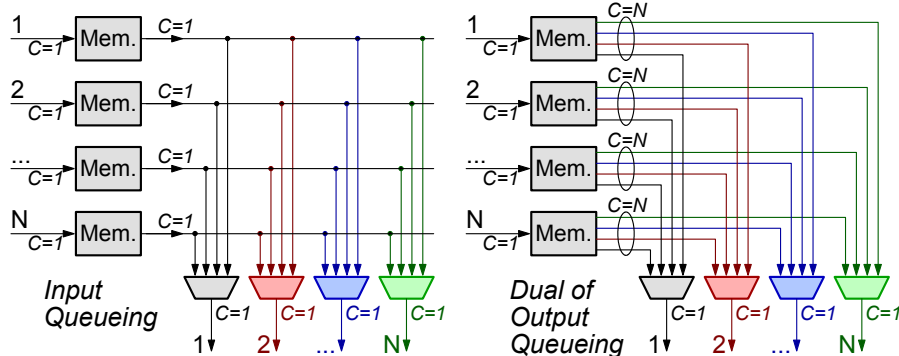 1 C=1 Mem. C=1
2 C=1 Mem. C=1
... C=1 Mem. C=1
N C=1 Mem. C=1
Input
Queueing
C=1 C=1 C=1 C=1
1 2 ... N
C=N
1 C=1 Mem.
C=N
2 C=1 Mem.
C=N
... C=1 Mem.
C=N
N C=1 Mem.
Dual of
Output
Queueing
C=1 C=1 C=1 C=1
1 2 ... N